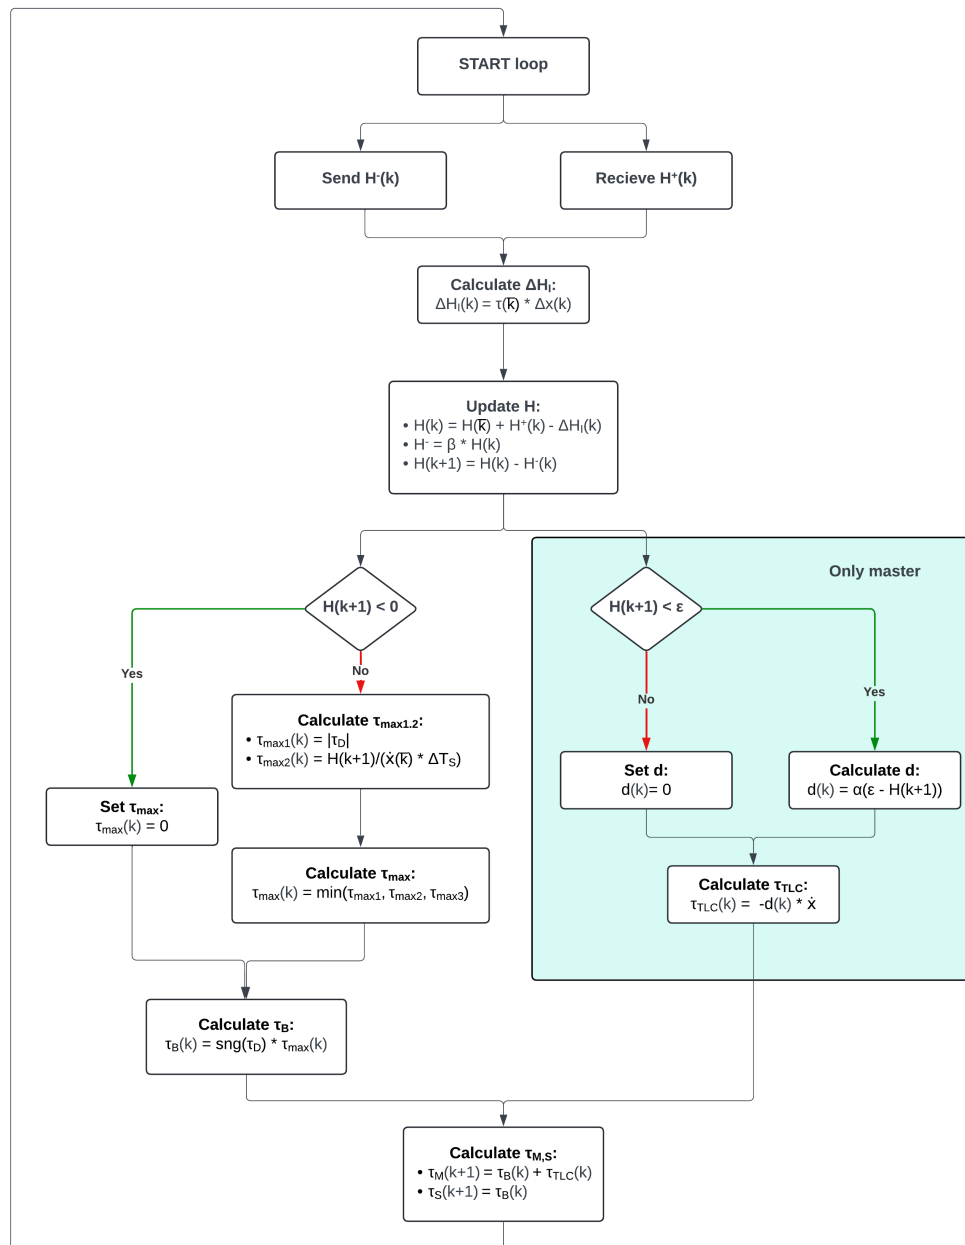 START loop
Send H⁻(k)
Recieve H⁺(k)
Calculate ΔHᵢ:
ΔHᵢ(k) = τ(k̅) * Δx(k)
Update H:
• H(k) = H(k̅) + H⁺(k) - ΔHᵢ(k)
• H⁻ = β * H(k)
• H(k+1) = H(k) - H⁻(k)
Only master
H(k+1) < 0
H(k+1) < ε
Yes
No
No
Yes
Calculate τmax1.2:
• τmax1(k) = |τD|
• τmax2(k) = H(k+1)/(ẋ(k̅) * ΔTS)
Set d:
d(k)= 0
Calculate d:
d(k) = α(ε - H(k+1))
Set τmax:
τmax(k) = 0
Calculate τmax:
τmax(k) = min(τmax1, τmax2, τmax3)
Calculate τTLC:
τTLC(k) = -d(k) * ẋ
Calculate τB:
τB(k) = sng(τD) * τmax(k)
Calculate τM,S:
• τM(k+1) = τB(k) + τTLC(k)
• τS(k+1) = τB(k)